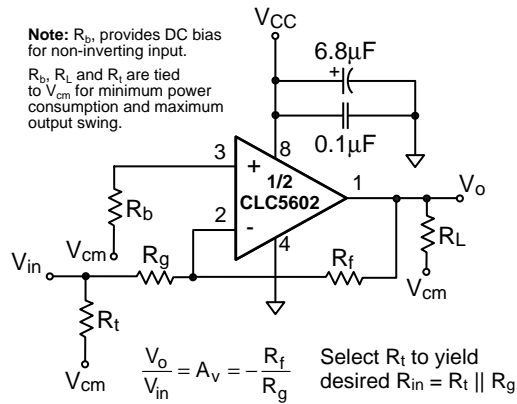 Note: Rb, provides DC bias
for non-inverting input.
Rb, RL and Rt are tied
to Vcm for minimum power
consumption and maximum
output swing.
VCC
6.8µF
+
0.1µF
3
8
+
1/2
CLC5602
1
Vo
2
-
4
Rb
Vcm
Vin
Rg
Rf
RL
Vcm
Rt
Vcm
Vo/Vin = Av = -Rf/Rg
Select Rt to yield
desired Rin = Rt || Rg